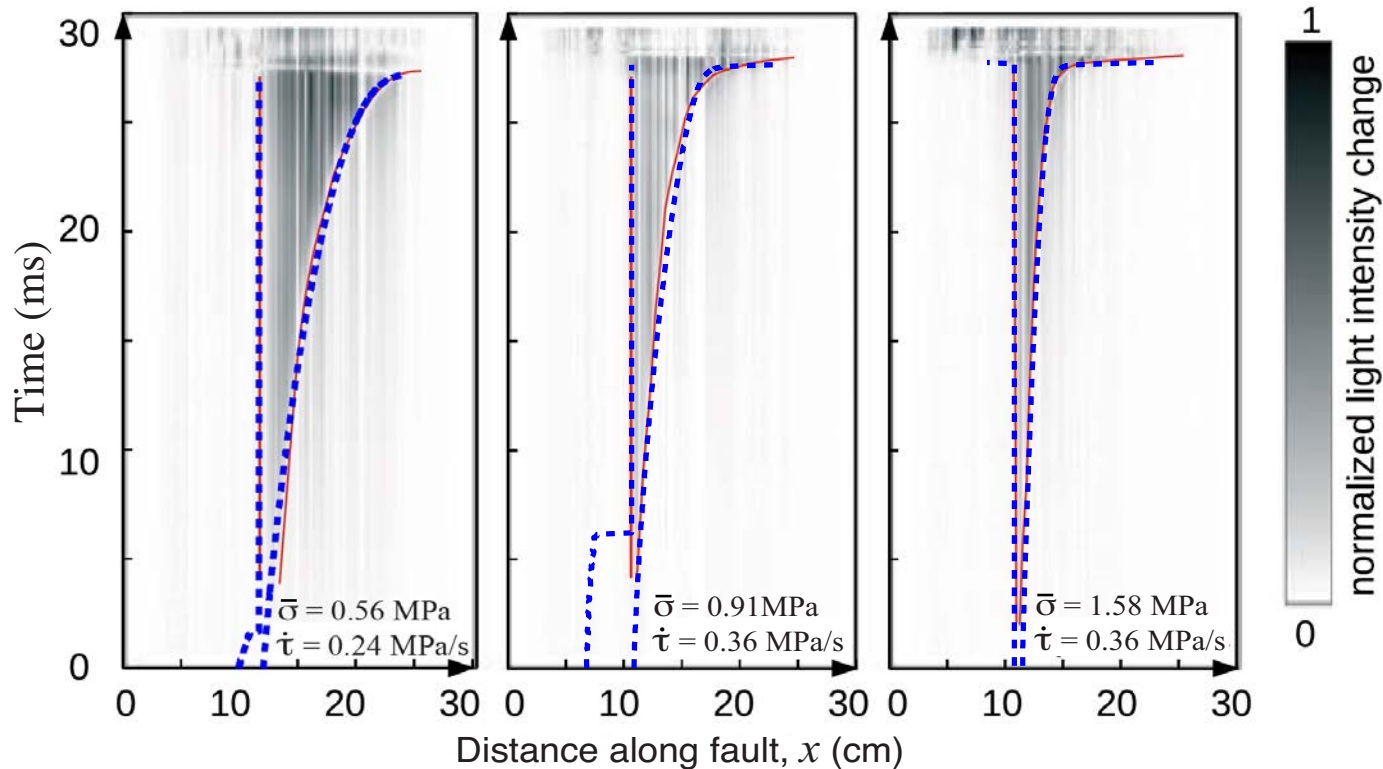 30
20
10
0
Time (ms)
σ̄ = 0.56 MPa
τ̇ = 0.24 MPa/s
σ̄ = 0.91MPa
τ̇ = 0.36 MPa/s
σ̄ = 1.58 MPa
τ̇ = 0.36 MPa/s
0 10 20 30
0 10 20 30
0 10 20 30
Distance along fault, x (cm)
1
0
normalized light intensity change